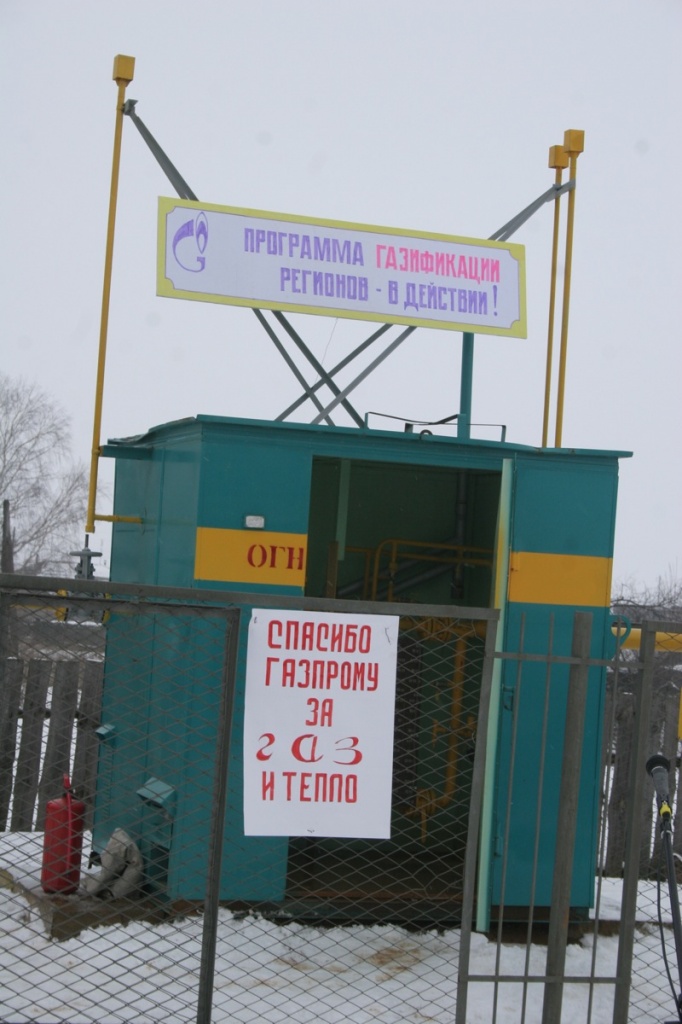 ПРОГРАММА ГАЗИФИКАЦИИ
РЕГИОНОВ - В ДЕЙСТВИИ!
ОГН
СПАСИБО
ГАЗПРОМУ
ЗА
газ
И ТЕПЛО